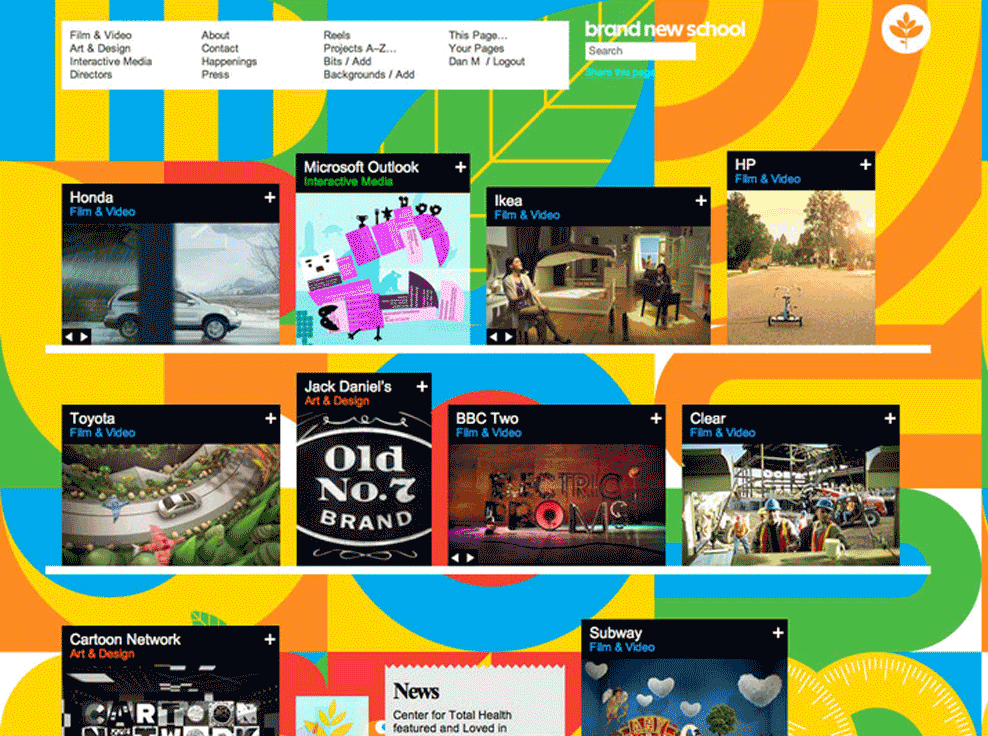 Film & Video
Art & Design
Interactive Media
Directors
About
Contact
Happenings
Press
Reels
Projects A–Z...
Bits / Add
Backgrounds / Add
This Page...
Your Pages
Dan M / Logout
brand new school
Search
Share this page
Honda
Film & Video
Microsoft Outlook
Interactive Media
Ikea
Film & Video
HP
Film & Video
Toyota
Film & Video
Jack Daniel's
Art & Design
Old
No.7
BRAND
BBC Two
Film & Video
ELECTRIC
PROMS
Clear
Film & Video
Cartoon Network
Art & Design
CARTOON
NETWORK
News
Center for Total Health
featured and Loved in
Subway
Film & Video